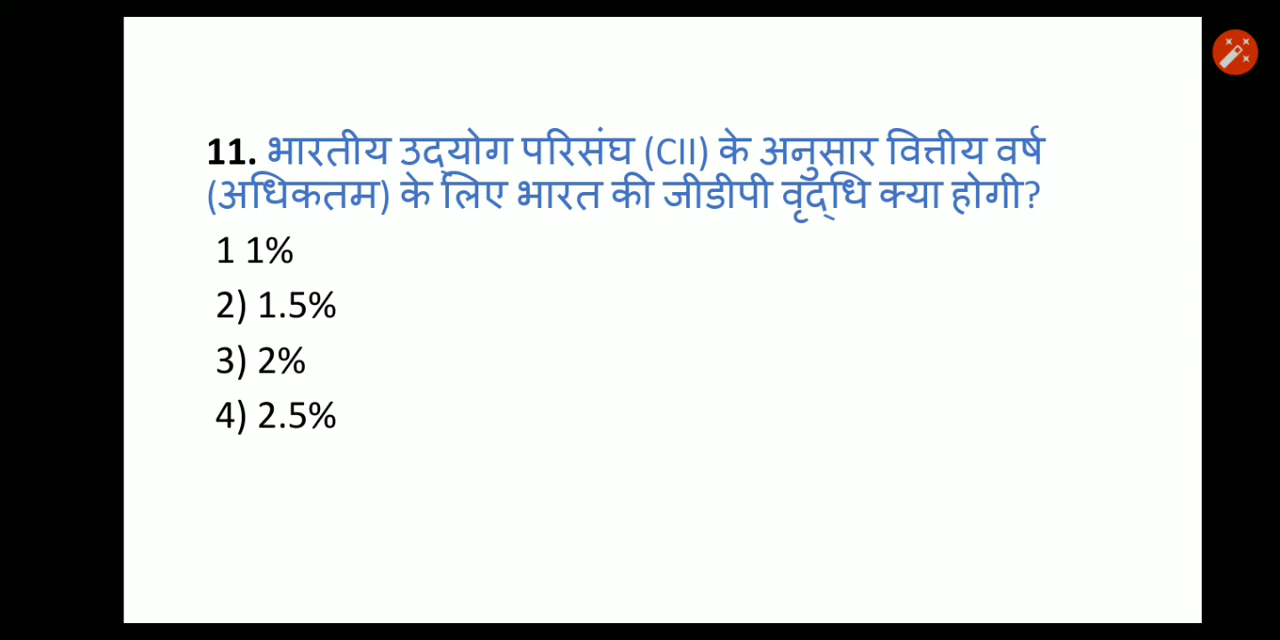 11. भारतीय उद्योग परिसंघ (CII) के अनुसार वित्तीय वर्ष
(अधिकतम) के लिए भारत की जीडीपी वृद्धि क्या होगी?
1 1%
2) 1.5%
3) 2%
4) 2.5%